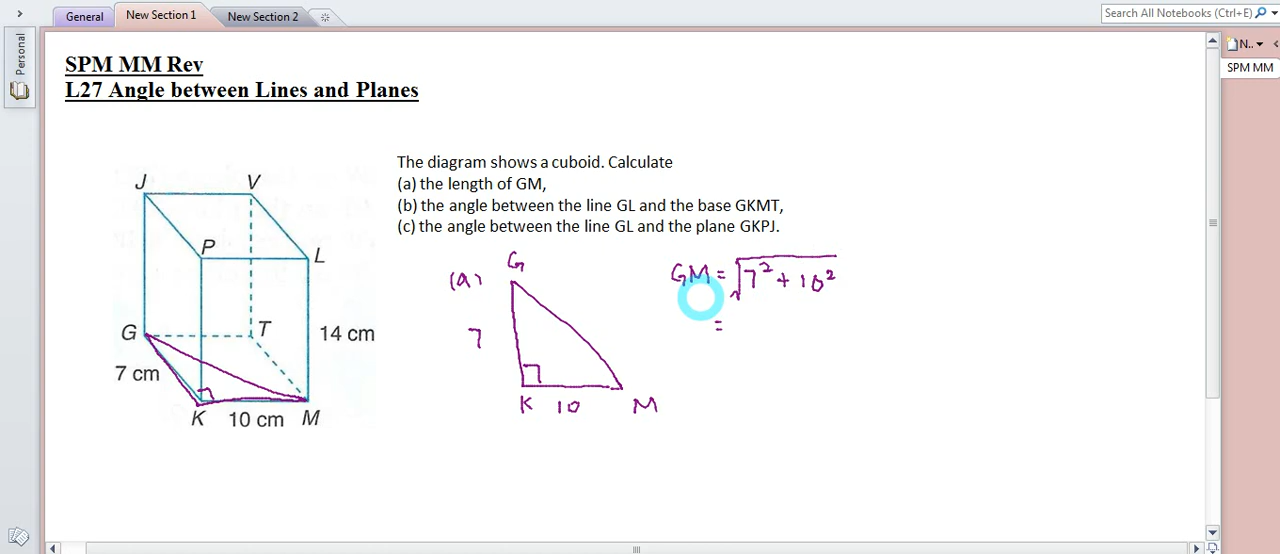 General
New Section 1
New Section 2
Search All Notebooks (Ctrl+E)
Personal
N..
SPM MM
SPM MM Rev
L27 Angle between Lines and Planes
The diagram shows a cuboid. Calculate
(a) the length of GM,
(b) the angle between the line GL and the base GKMT,
(c) the angle between the line GL and the plane GKPJ.
J V
P L
G T 14 cm
7 cm
K 10 cm M
(a) G
7
K 10 M
GM = √7² + 10²
=